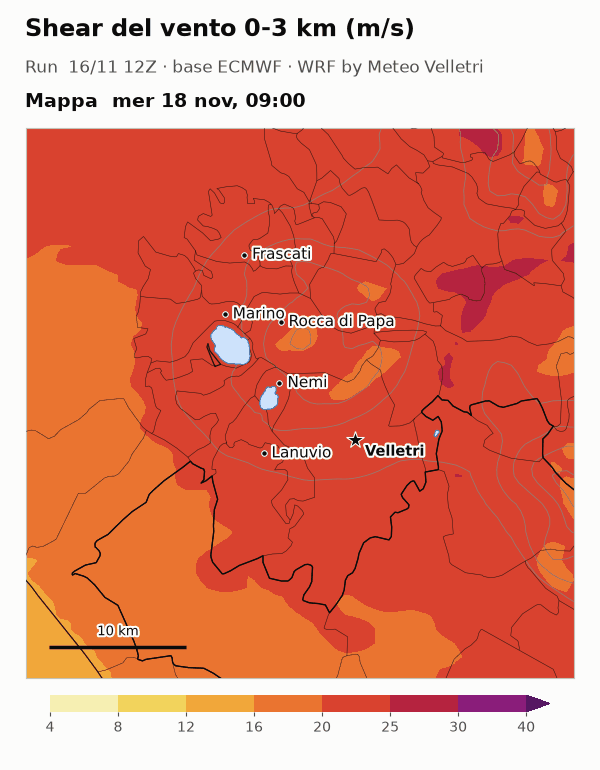 Shear del vento 0-3 km (m/s)
Run  16/11 12Z · base ECMWF · WRF by Meteo Velletri
Mappa  mer 18 nov, 09:00
Frascati
Marino
Rocca di Papa
Nemi
Velletri
Lanuvio
10 km
4 8 12 16 20 25 30 40